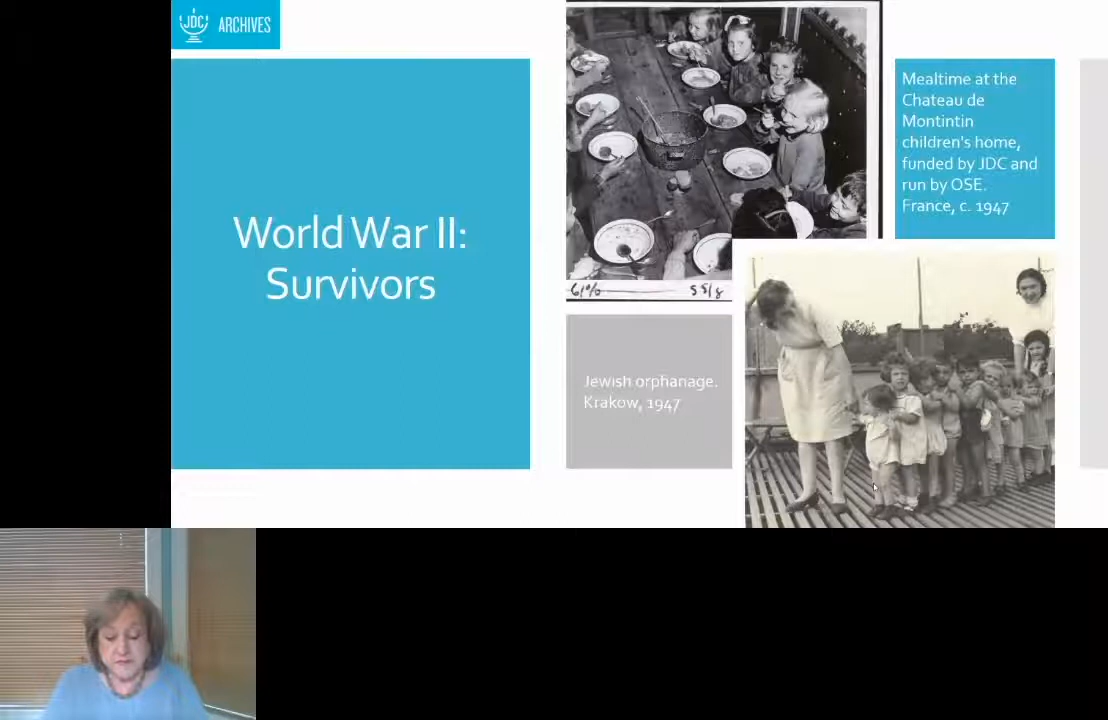 JDC ARCHIVES
World War II:
Survivors
Mealtime at the
Chateau de
Montintin
children's home,
funded by JDC and
run by OSE.
France, c. 1947
Jewish orphanage.
Krakow, 1947